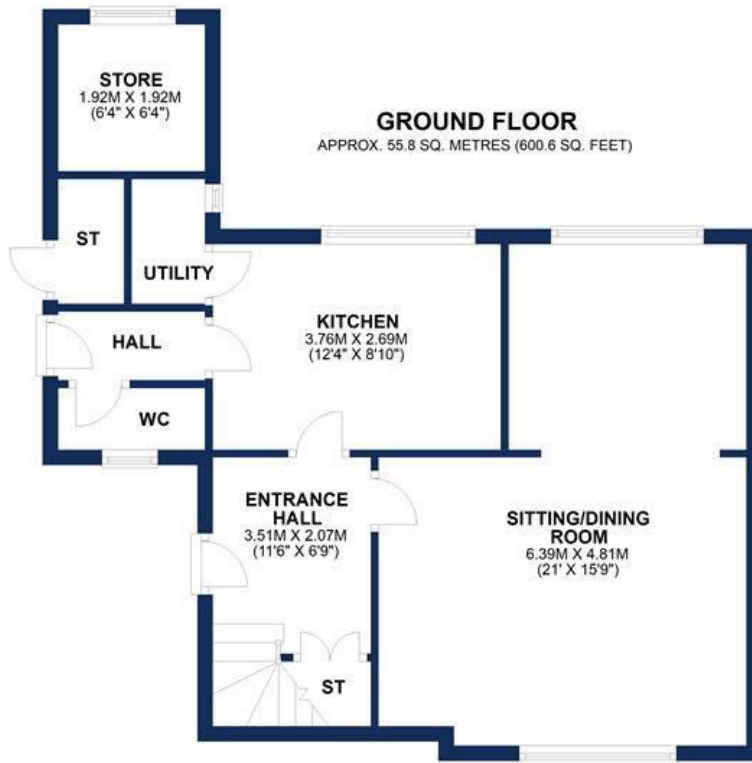 STORE
1.92M X 1.92M
(6'4" X 6'4")
GROUND FLOOR
APPROX. 55.8 SQ. METRES (600.6 SQ. FEET)
ST
UTILITY
HALL
KITCHEN
3.76M X 2.69M
(12'4" X 8'10")
WC
ENTRANCE
HALL
3.51M X 2.07M
(11'6" X 6'9")
SITTING/DINING
ROOM
6.39M X 4.81M
(21' X 15'9")
ST